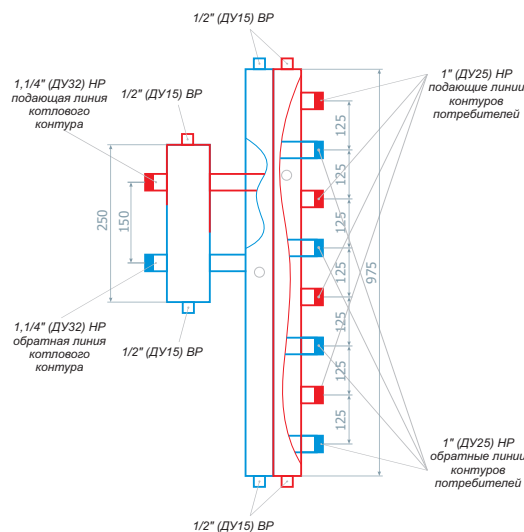 1/2" (ДУ15) ВР
1,1/4" (ДУ32) НР
подающая линия
котлового
контура
1/2" (ДУ15) ВР
1" (ДУ25) НР
подающие линии
контуров
потребителей
125
125
125
125
125
125
125
975
250
150
1,1/4" (ДУ32) НР
обратная линия
котлового
контура
1/2" (ДУ15) ВР
1" (ДУ25) НР
обратные линии
контуров
потребителей
1/2" (ДУ15) ВР